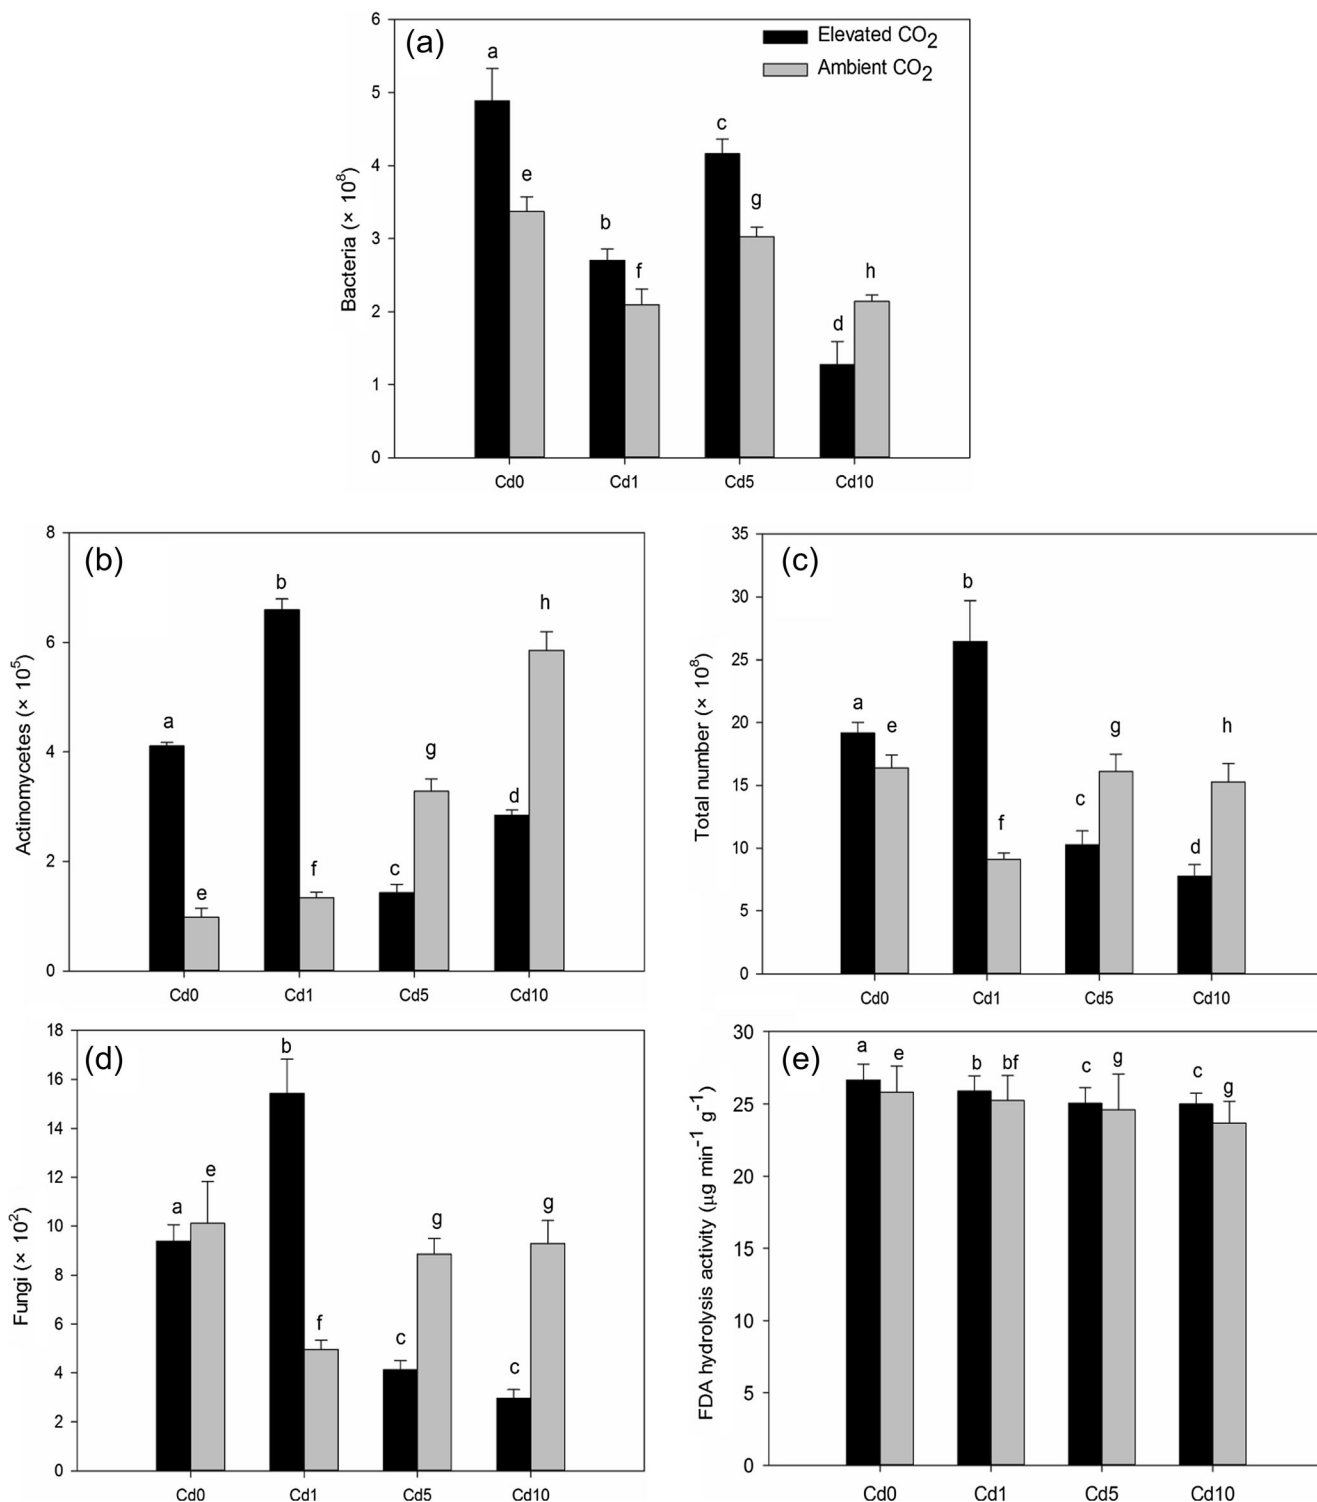 (a)
Elevated CO2
Ambient CO2
Bacteria (× 10^8)
6
5
4
3
2
1
0
a
e
b
f
c
g
d
h
Cd0 Cd1 Cd5 Cd10
(b)
Actinomycetes (× 10^5)
8
6
4
2
0
a
e
b
f
c
g
d
h
Cd0 Cd1 Cd5 Cd10
(c)
Total number (× 10^8)
35
30
25
20
15
10
5
0
a
e
b
f
c
g
d
h
Cd0 Cd1 Cd5 Cd10
(d)
Fungi (× 10^2)
18
16
14
12
10
8
6
4
2
0
a
e
b
f
c
g
c
g
Cd0 Cd1 Cd5 Cd10
(e)
FDA hydrolysis activity (μg min^-1 g^-1)
30
25
20
15
10
5
0
a
e
b
bf
c
g
c
g
Cd0 Cd1 Cd5 Cd10